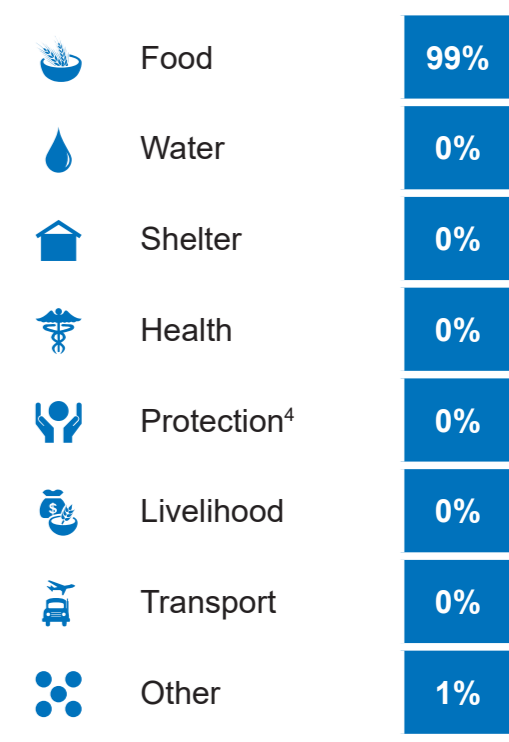 Food 99%
Water 0%
Shelter 0%
Health 0%
Protection⁴ 0%
$ Livelihood 0%
Transport 0%
Other 1%